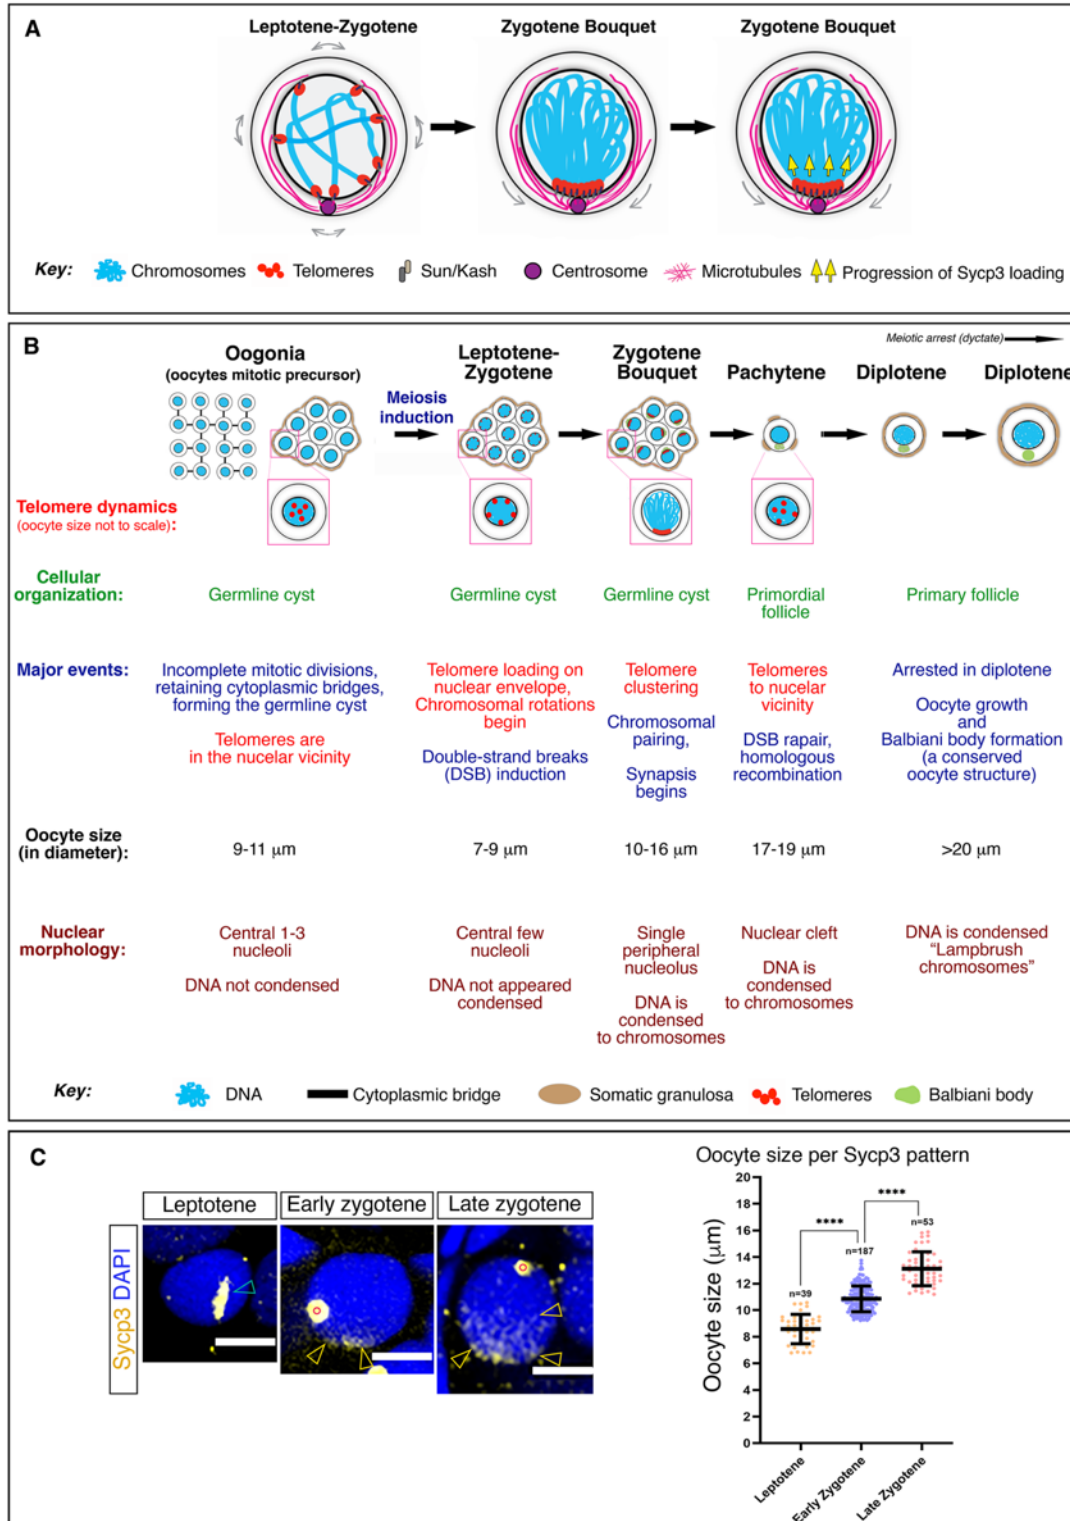 A
Leptotene-Zygotene
Zygotene Bouquet
Zygotene Bouquet
Key:
Chromosomes
Telomeres
Sun/Kash
Centrosome
Microtubules
Progression of Sycp3 loading
B
Meiotic arrest (dyctate)
Oogonia
(oocytes mitotic precursor)
Meiosis
induction
Leptotene-
Zygotene
Zygotene
Bouquet
Pachytene
Diplotene
Diplotene
Telomere dynamics
(oocyte size not to scale):
Cellular
organization:
Germline cyst
Germline cyst
Germline cyst
Primordial
follicle
Primary follicle
Major events:
Incomplete mitotic divisions,
retaining cytoplasmic bridges,
forming the germline cyst
Telomeres are
in the nucelar vicinity
Telomere loading on
nuclear envelope,
Chromosomal rotations
begin
Double-strand breaks
(DSB) induction
Telomere
clustering
Chromosomal
pairing,
Synapsis
begins
Telomeres
to nucelar
vicinity
DSB rapair,
homologous
recombination
Arrested in diplotene
Oocyte growth
and
Balbiani body formation
(a conserved
oocyte structure)
Oocyte size
(in diameter):
9-11 μm
7-9 μm
10-16 μm
17-19 μm
>20 μm
Nuclear
morphology:
Central 1-3
nucleoli
DNA not condensed
Central few
nucleoli
DNA not appeared
condensed
Single
peripheral
nucleolus
DNA is
condensed
to chromosomes
Nuclear cleft
DNA is
condensed
to chromosomes
DNA is condensed
“Lampbrush
chromosomes”
Key:
DNA
Cytoplasmic bridge
Somatic granulosa
Telomeres
Balbiani body
C
Sycp3 DAPI
Leptotene
Early zygotene
Late zygotene
Oocyte size per Sycp3 pattern
Oocyte size (μm)
20
18
16
14
12
10
8
6
4
2
0
n=39
****
n=187
****
n=53
Leptotene
Early Zygotene
Late Zygotene